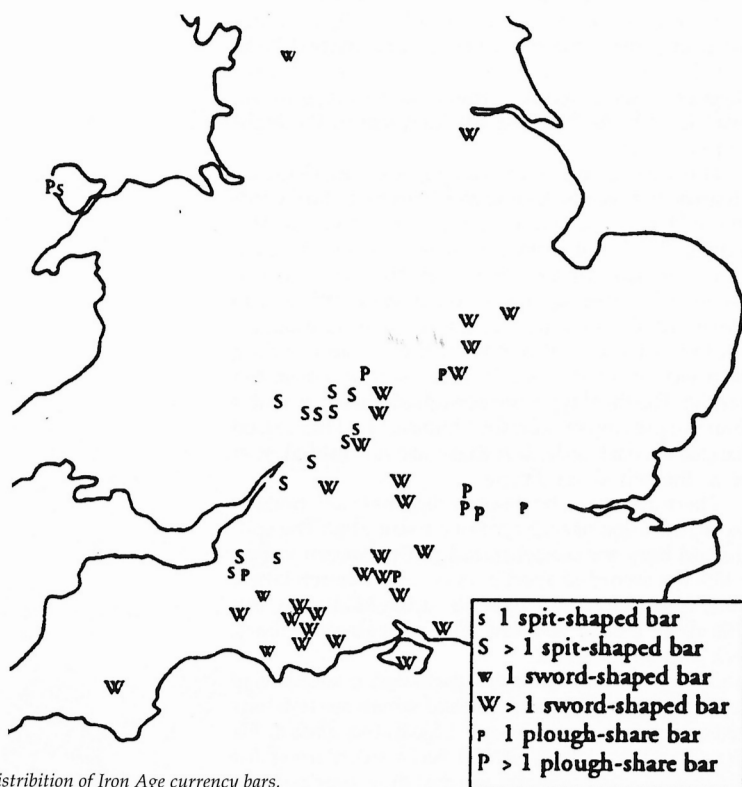 w
W
Ps
W
W
W
P P W
S S W
S
S S S W
s
S W
S
S W W
P
W
P P P
S S W W
s P W W P
w W
W
W W
W
W W
W W
w
W
W
s 1 spit-shaped bar
S > 1 spit-shaped bar
w 1 sword-shaped bar
W > 1 sword-shaped bar
p 1 plough-share bar
P > 1 plough-share bar
istribition of Iron Age currency bars.